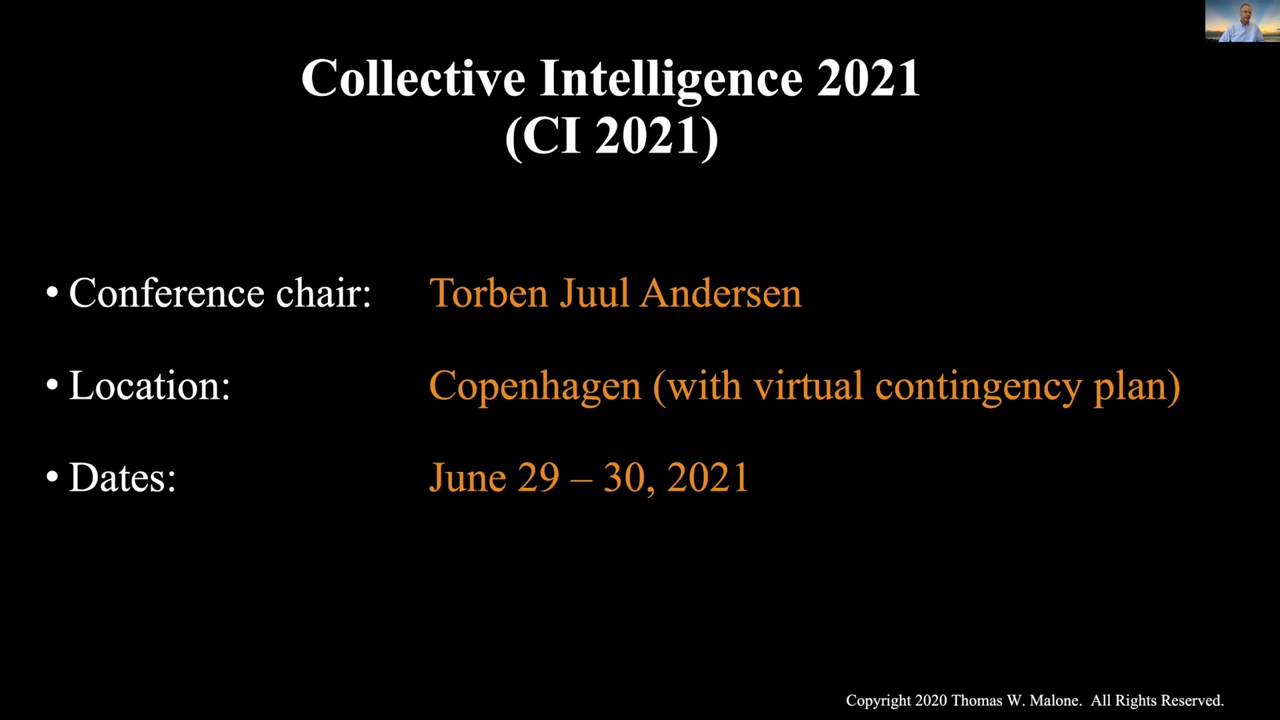 Collective Intelligence 2021
(CI 2021)
• Conference chair: Torben Juul Andersen
• Location: Copenhagen (with virtual contingency plan)
• Dates: June 29 – 30, 2021
Copyright 2020 Thomas W. Malone. All Rights Reserved.